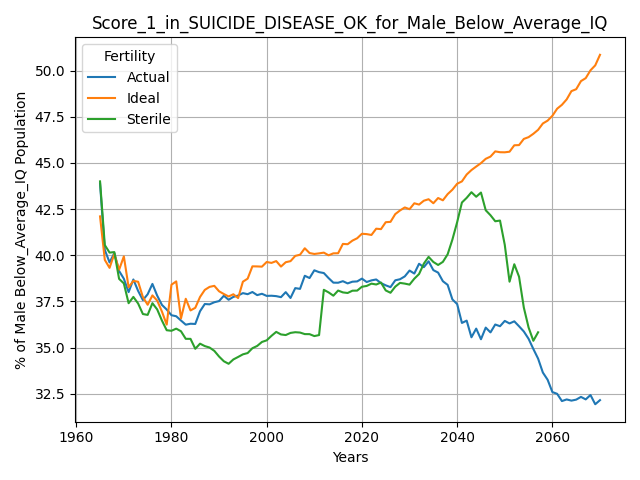 Score_1_in_SUICIDE_DISEASE_OK_for_Male_Below_Average_IQ
% of Male Below_Average_IQ Population
50.0
47.5
45.0
42.5
40.0
37.5
35.0
32.5
Fertility
Actual
Ideal
Sterile
1960
1980
2000
2020
2040
2060
Years